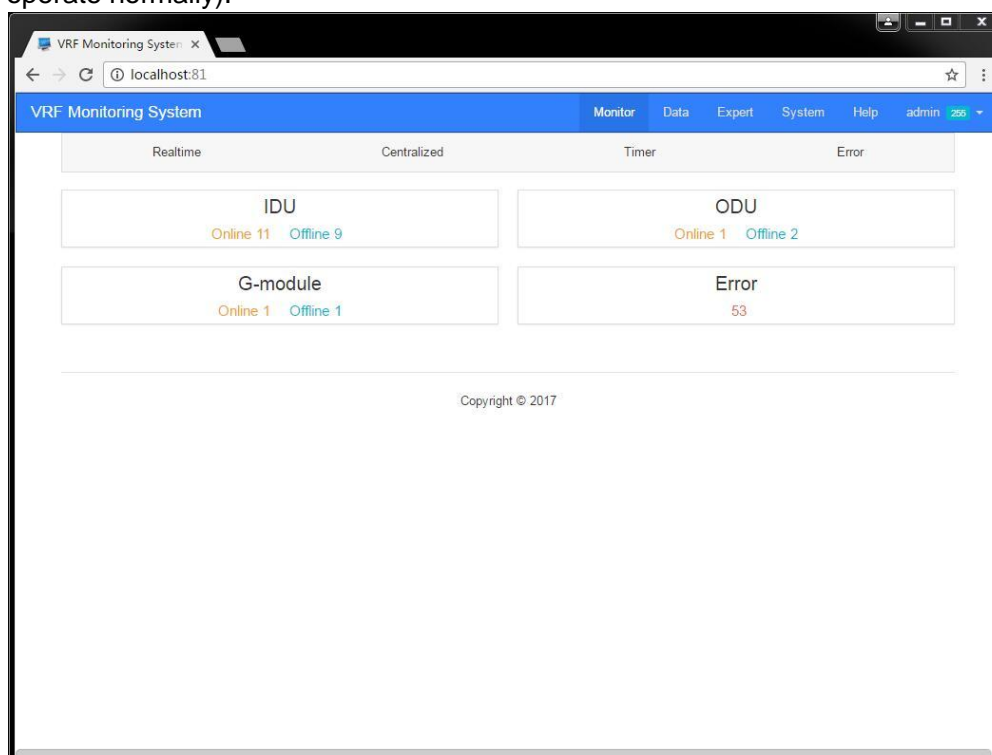 operate normally).
VRF Monitoring System
localhost:81
VRF Monitoring System Monitor Data Expert System Help admin 255
Realtime Centralized Timer Error
IDU
Online 11 Offline 9
ODU
Online 1 Offline 2
G-module
Online 1 Offline 1
Error
53
Copyright © 2017